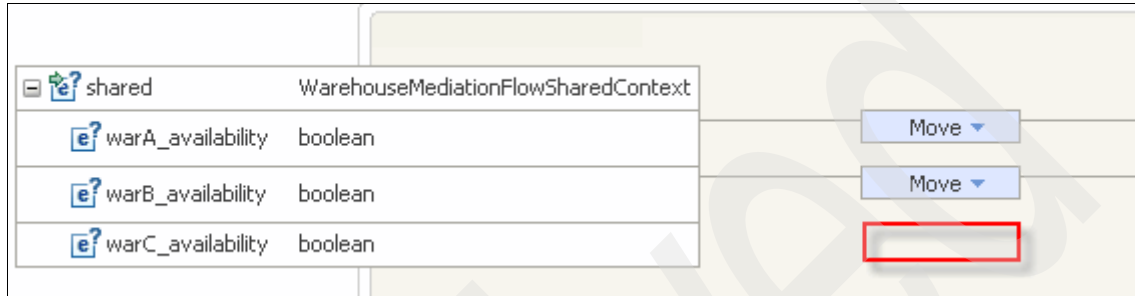 shared WarehouseMediationFlowSharedContext
warA_availability boolean Move
warB_availability boolean Move
warC_availability boolean